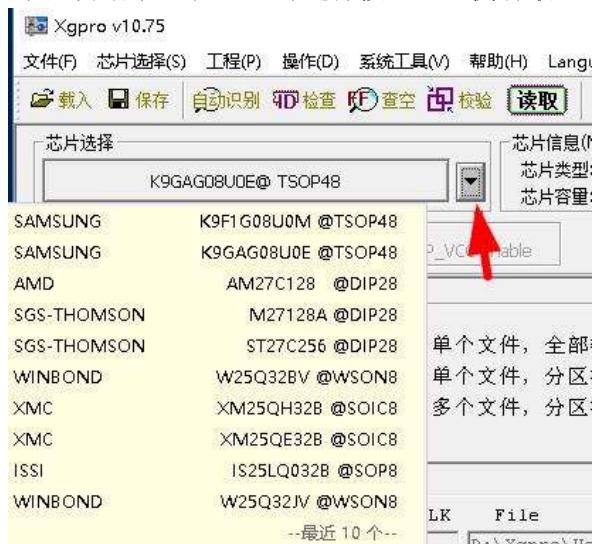 Xgpro v10.75
文件(F) 芯片选择(S) 工程(P) 操作(D) 系统工具(V) 帮助(H) Langu
载入 保存 自动识别 ID 检查 FF 查空 校验 读取
芯片选择
芯片信息(
K9GAG08U0E@ TSOP48
芯片类型:
芯片容量:
SAMSUNG K9F1G08U0M @TSOP48
SAMSUNG K9GAG08U0E @TSOP48
AMD AM27C128 @DIP28
SGS-THOMSON M27128A @DIP28
SGS-THOMSON ST27C256 @DIP28
单个文件, 全部
WINBOND W25Q32BV @WSON8
单个文件, 分区
XMC XM25QH32B @SOIC8
多个文件, 分区
XMC XM25QE32B @SOIC8
ISSI IS25LQ032B @SOP8
WINBOND W25Q32JV @WSON8
LK File
--最近 10 个--